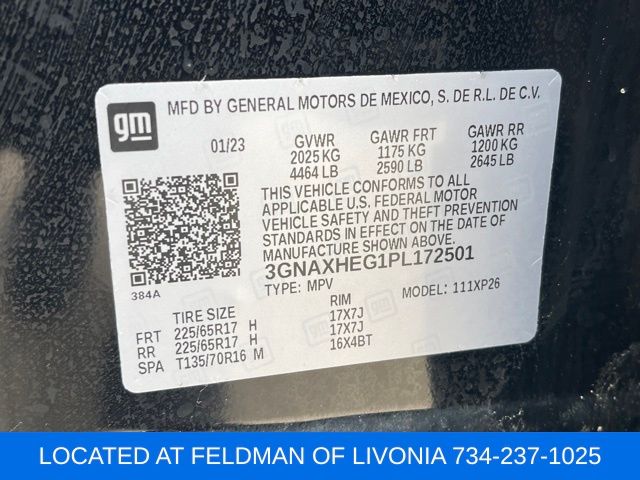 gm
MFD BY GENERAL MOTORS DE MEXICO, S. DE R.L. DE C.V.
01/23 GVWR GAWR FRT GAWR RR
2025 KG 1175 KG 1200 KG
4464 LB 2590 LB 2645 LB
THIS VEHICLE CONFORMS TO ALL
APPLICABLE U.S. FEDERAL MOTOR
VEHICLE SAFETY AND THEFT PREVENTION
STANDARDS IN EFFECT ON THE DATE OF
MANUFACTURE SHOWN ABOVE.
3GNAXHEG1PL172501
TYPE: MPV MODEL: 111XP26
384A
TIRE SIZE RIM
FRT 225/65R17 H 17X7J
RR 225/65R17 H 17X7J
SPA T135/70R16 M 16X4BT
LOCATED AT FELDMAN OF LIVONIA 734-237-1025